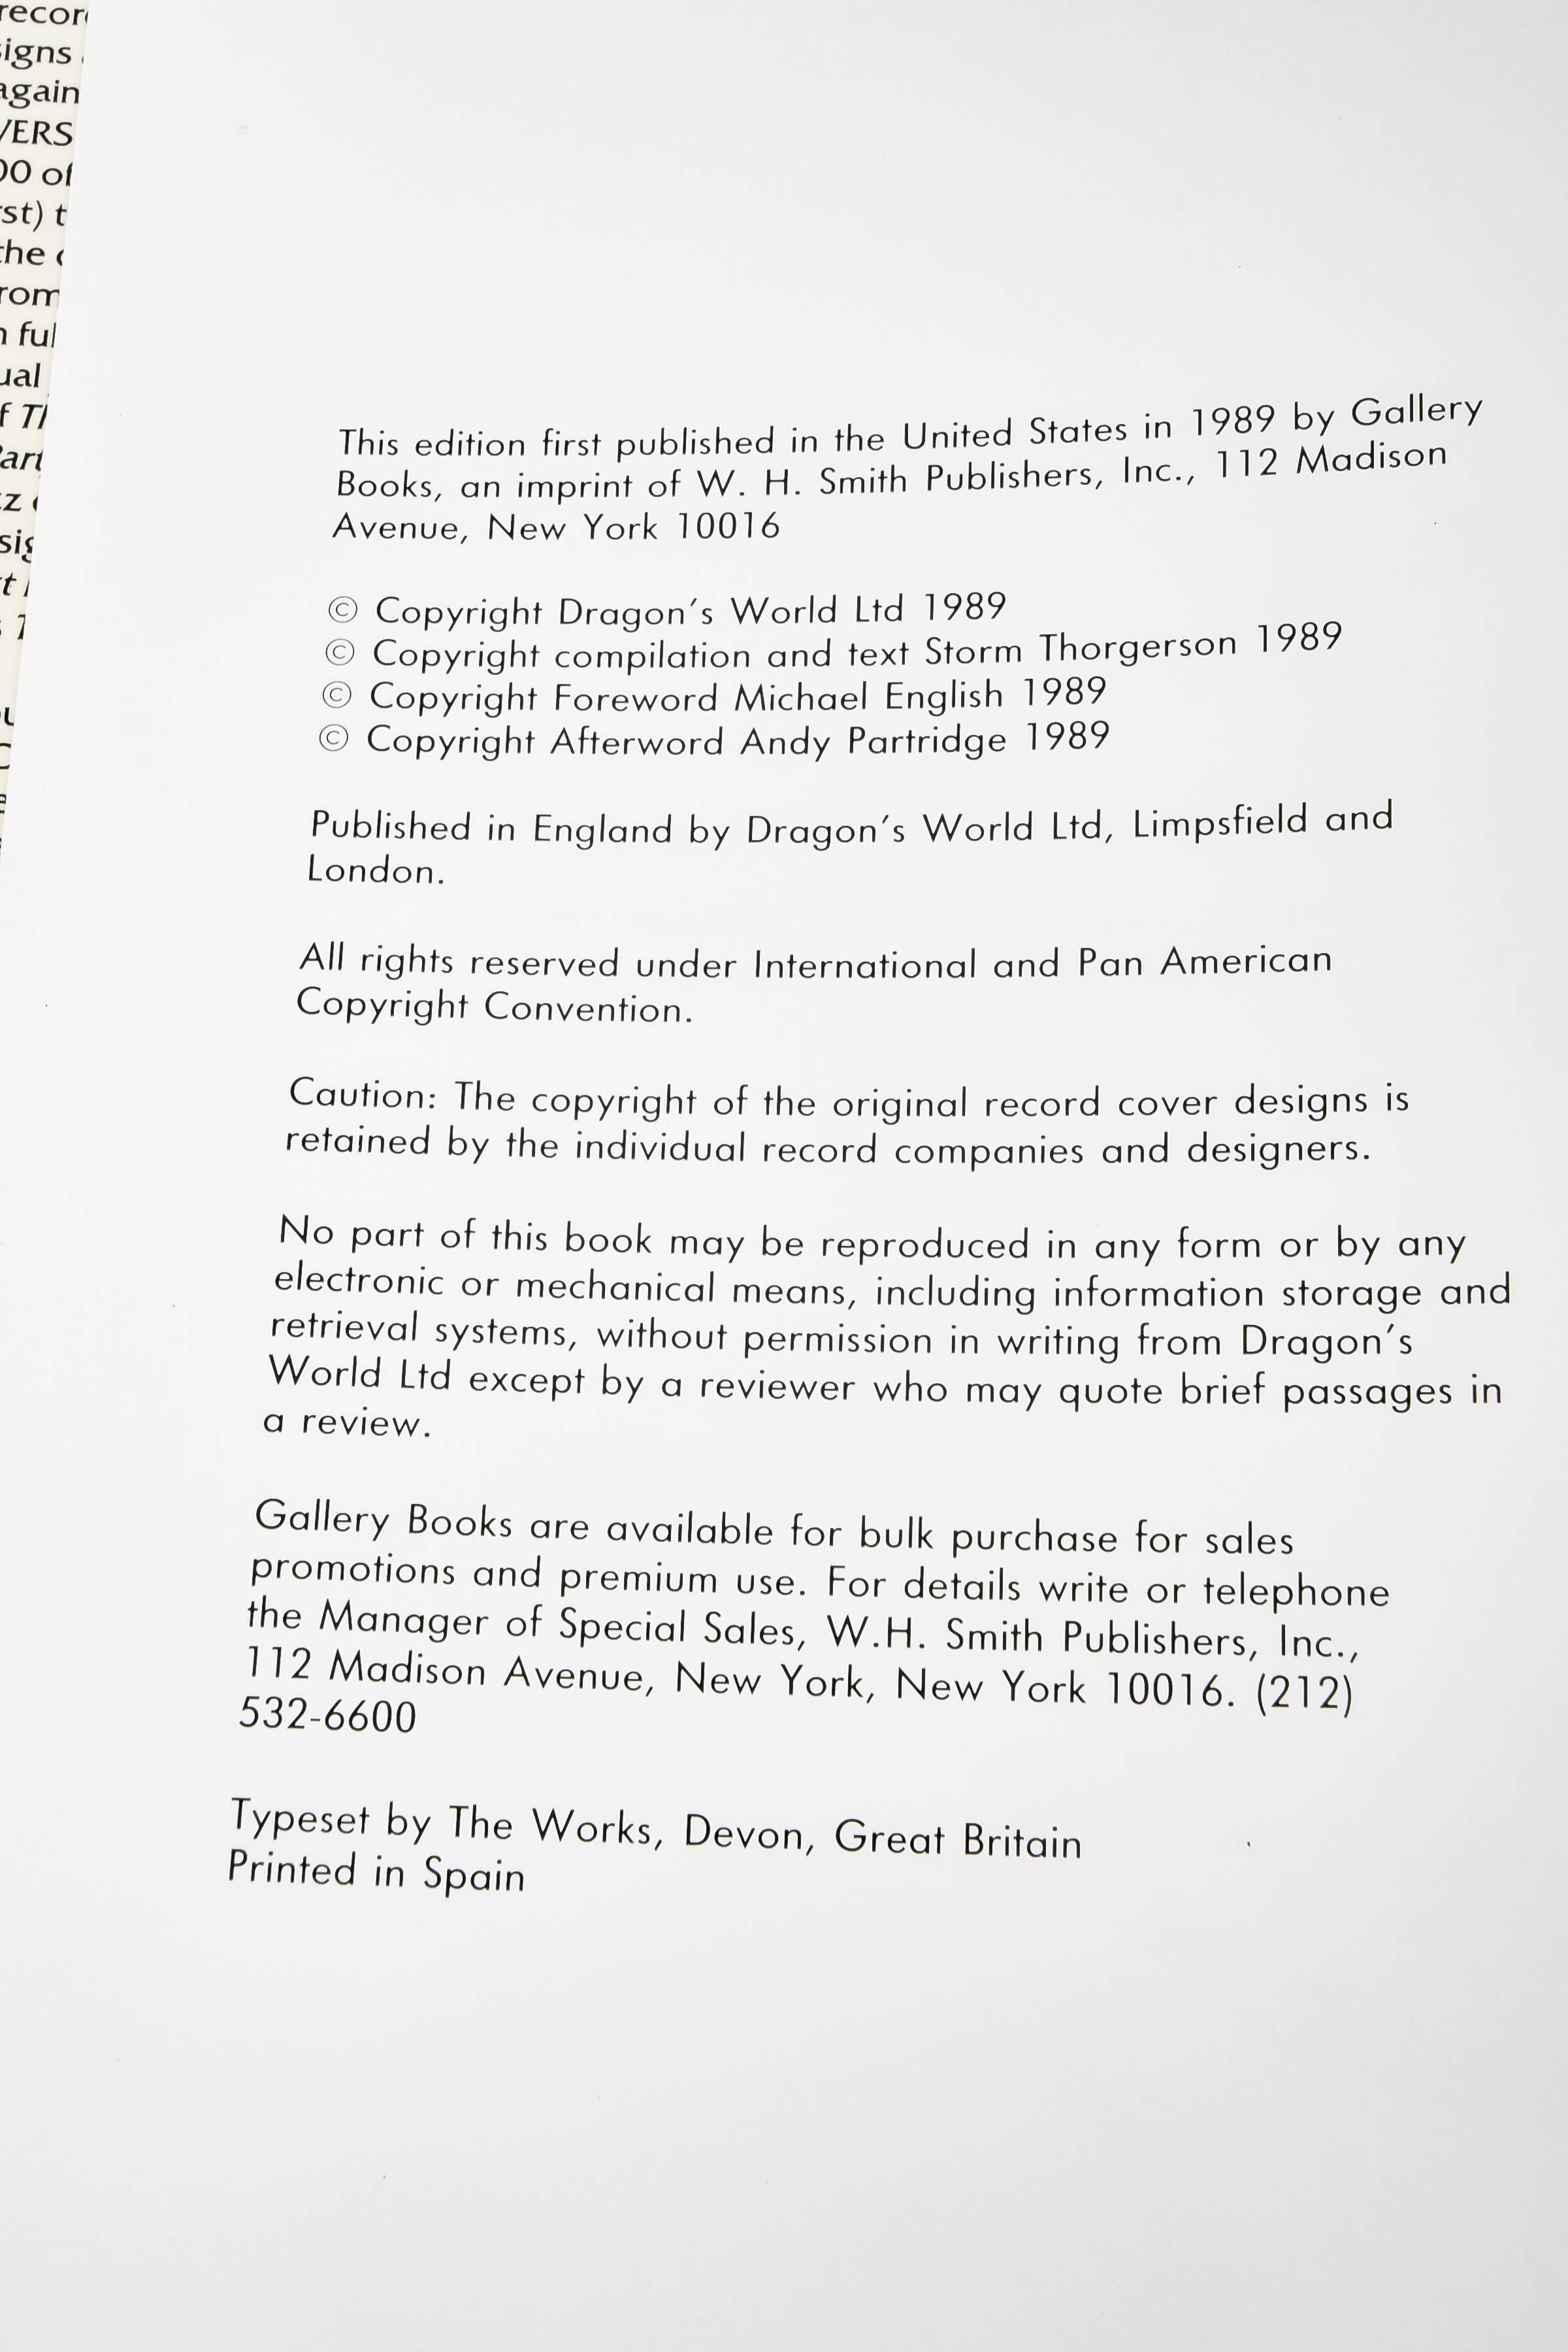 signs
again
of
st) t
the
ual
This edition first published in the United States in 1989 by Gallery
Books, an imprint of W. H. Smith Publishers, Inc., 112 Madison
Avenue, New York 10016
© Copyright Dragon's World Ltd 1989
© Copyright compilation and text Storm Thorgerson 1989
© Copyright Foreword Michael English 1989
© Copyright Afterword Andy Partridge 1989
Published in England by Dragon's World Ltd, Limpsfield and
London.
All rights reserved under International and Pan American
Copyright Convention.
Caution: The copyright of the original record cover designs is
retained by the individual record companies and designers.
No part of this book may be reproduced in any form or by any
electronic or mechanical means, including information storage and
retrieval systems, without permission in writing from Dragon's
World Ltd except by a reviewer who may quote brief passages in
a review.
Gallery Books are available for bulk purchase for sales
promotions and premium use. For details write or telephone
the Manager of Special Sales, W.H. Smith Publishers, Inc.,
112 Madison Avenue, New York, New York 10016. (212)
532-6600
Typeset by The Works, Devon, Great Britain
Printed in Spain